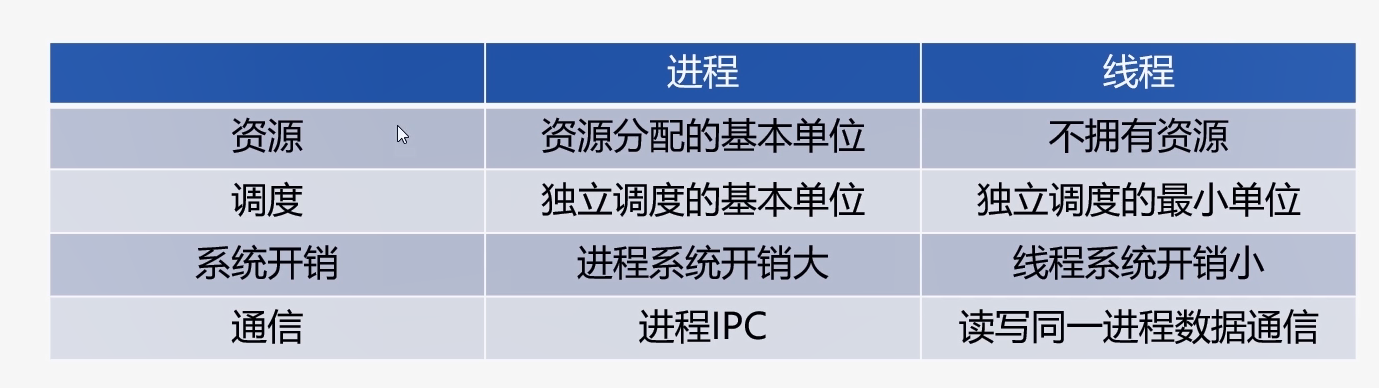 进程 线程
资源 资源分配的基本单位 不拥有资源
调度 独立调度的基本单位 独立调度的最小单位
系统开销 进程系统开销大 线程系统开销小
通信 进程IPC 读写同一进程数据通信